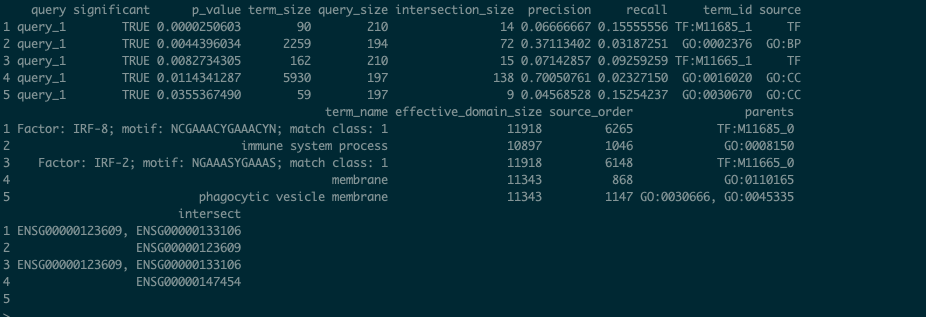 query significant p_value term_size query_size intersection_size precision recall term_id source
1 query_1 TRUE 0.0000250603 90 210 14 0.06666667 0.15555556 TF:M11685_1 TF
2 query_1 TRUE 0.0044396034 2259 194 72 0.37113402 0.03187251 GO:0002376 GO:BP
3 query_1 TRUE 0.0082734305 162 210 15 0.07142857 0.09259259 TF:M11665_1 TF
4 query_1 TRUE 0.0114341287 5930 197 138 0.70050761 0.02327150 GO:0016020 GO:CC
5 query_1 TRUE 0.0355367490 59 197 9 0.04568528 0.15254237 GO:0030670 GO:CC
term_name effective_domain_size source_order parents
1 Factor: IRF-8; motif: NCGAAACYGAAACYN; match class: 1 11918 6265 TF:M11685_0
2 immune system process 10897 1046 GO:0008150
3 Factor: IRF-2; motif: NGAAASYGAAAS; match class: 1 11918 6148 TF:M11665_0
4 membrane 11343 868 GO:0110165
5 phagocytic vesicle membrane 11343 1147 GO:0030666, GO:0045335
intersect
1 ENSG00000123609, ENSG00000133106
2 ENSG00000123609
3 ENSG00000123609, ENSG00000133106
4 ENSG00000147454
5
>